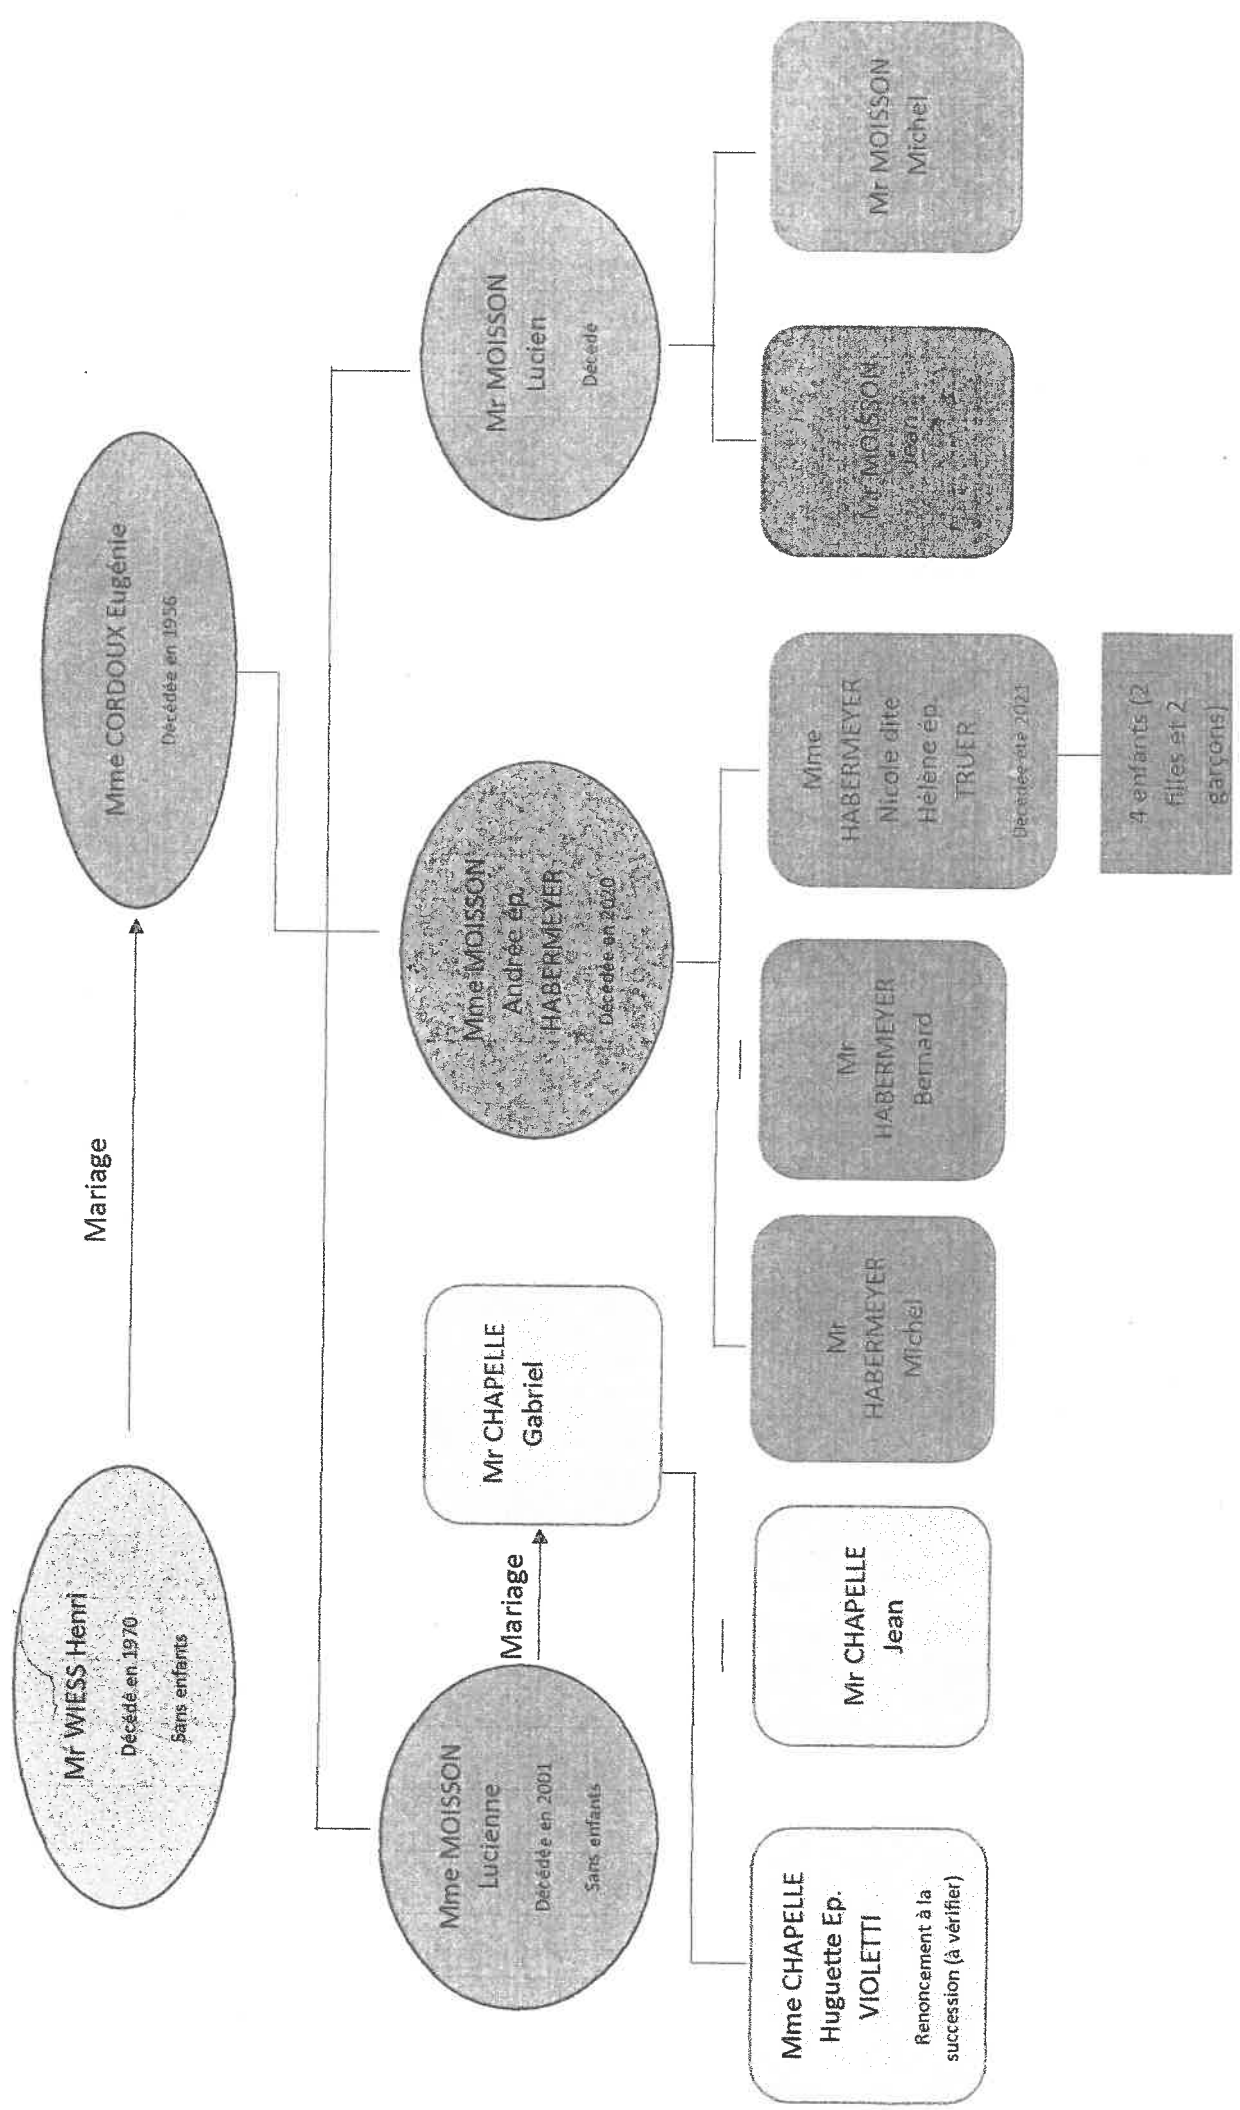 Mr WIESS Henri
Décédé en 1970
Sans enfants
Mariage
Mme CORDOUX Eugénie
Décédée en 1956
Mme MOISSON
Lucienne
Décédée en 2001
Sans enfants
Mariage
Mr CHAPELLE
Gabriel
Mme MOISSON
Andrée ép.
HABERMEYER
Décédée en 2020
Mr MOISSON
Lucien
Décédé
Mme CHAPELLE
Huguette Ep.
VIOLETTI
Renoncement à la
succession (à vérifier)
Mr CHAPELLE
Jean
Mr
HABERMEYER
Michel
Mr
HABERMEYER
Bernard
Mme
HABERMEYER
Nicole dite
Hélène ép.
TRUER
Décédée été 2021
Mr MOISSON
Jean
Mr MOISSON
Michel
4 enfants (2
filles et 2
garçons)